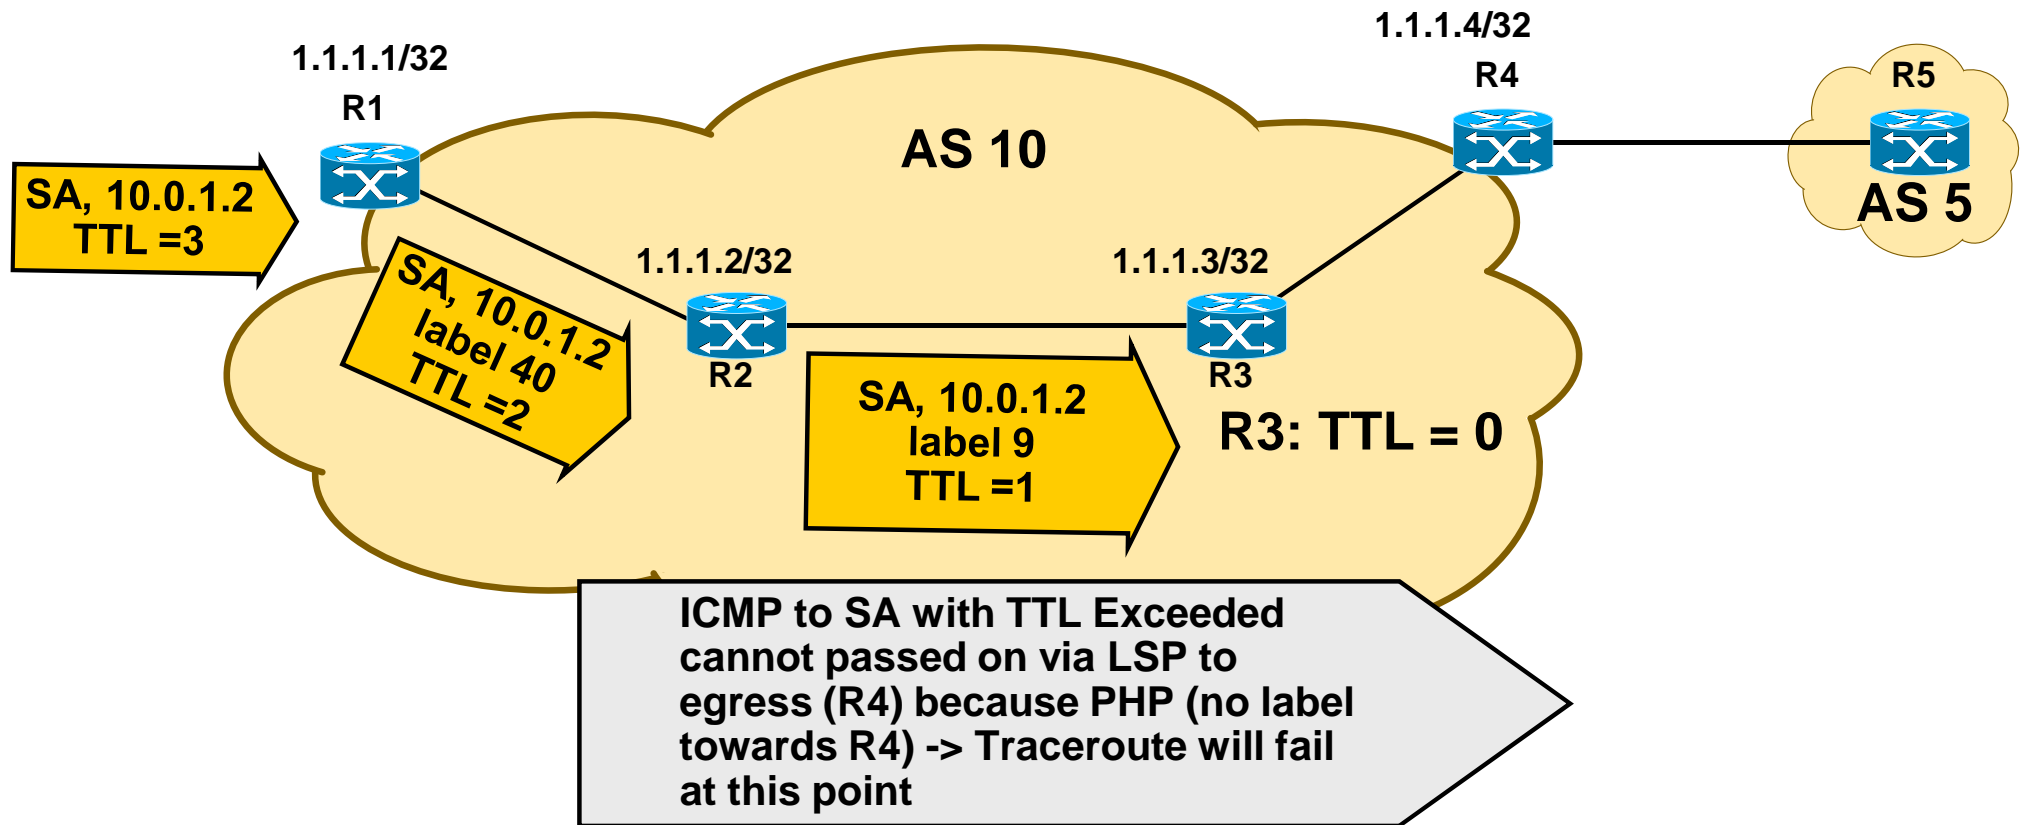 1.1.1.4/32
R4
R5
1.1.1.1/32
R1
AS 10
SA, 10.0.1.2
TTL =3
AS 5
1.1.1.2/32
1.1.1.3/32
SA, 10.0.1.2
label 40
TTL =2
R2
R3
SA, 10.0.1.2
label 9
TTL =1
R3: TTL = 0
ICMP to SA with TTL Exceeded
cannot passed on via LSP to
egress (R4) because PHP (no label
towards R4) -> Traceroute will fail
at this point